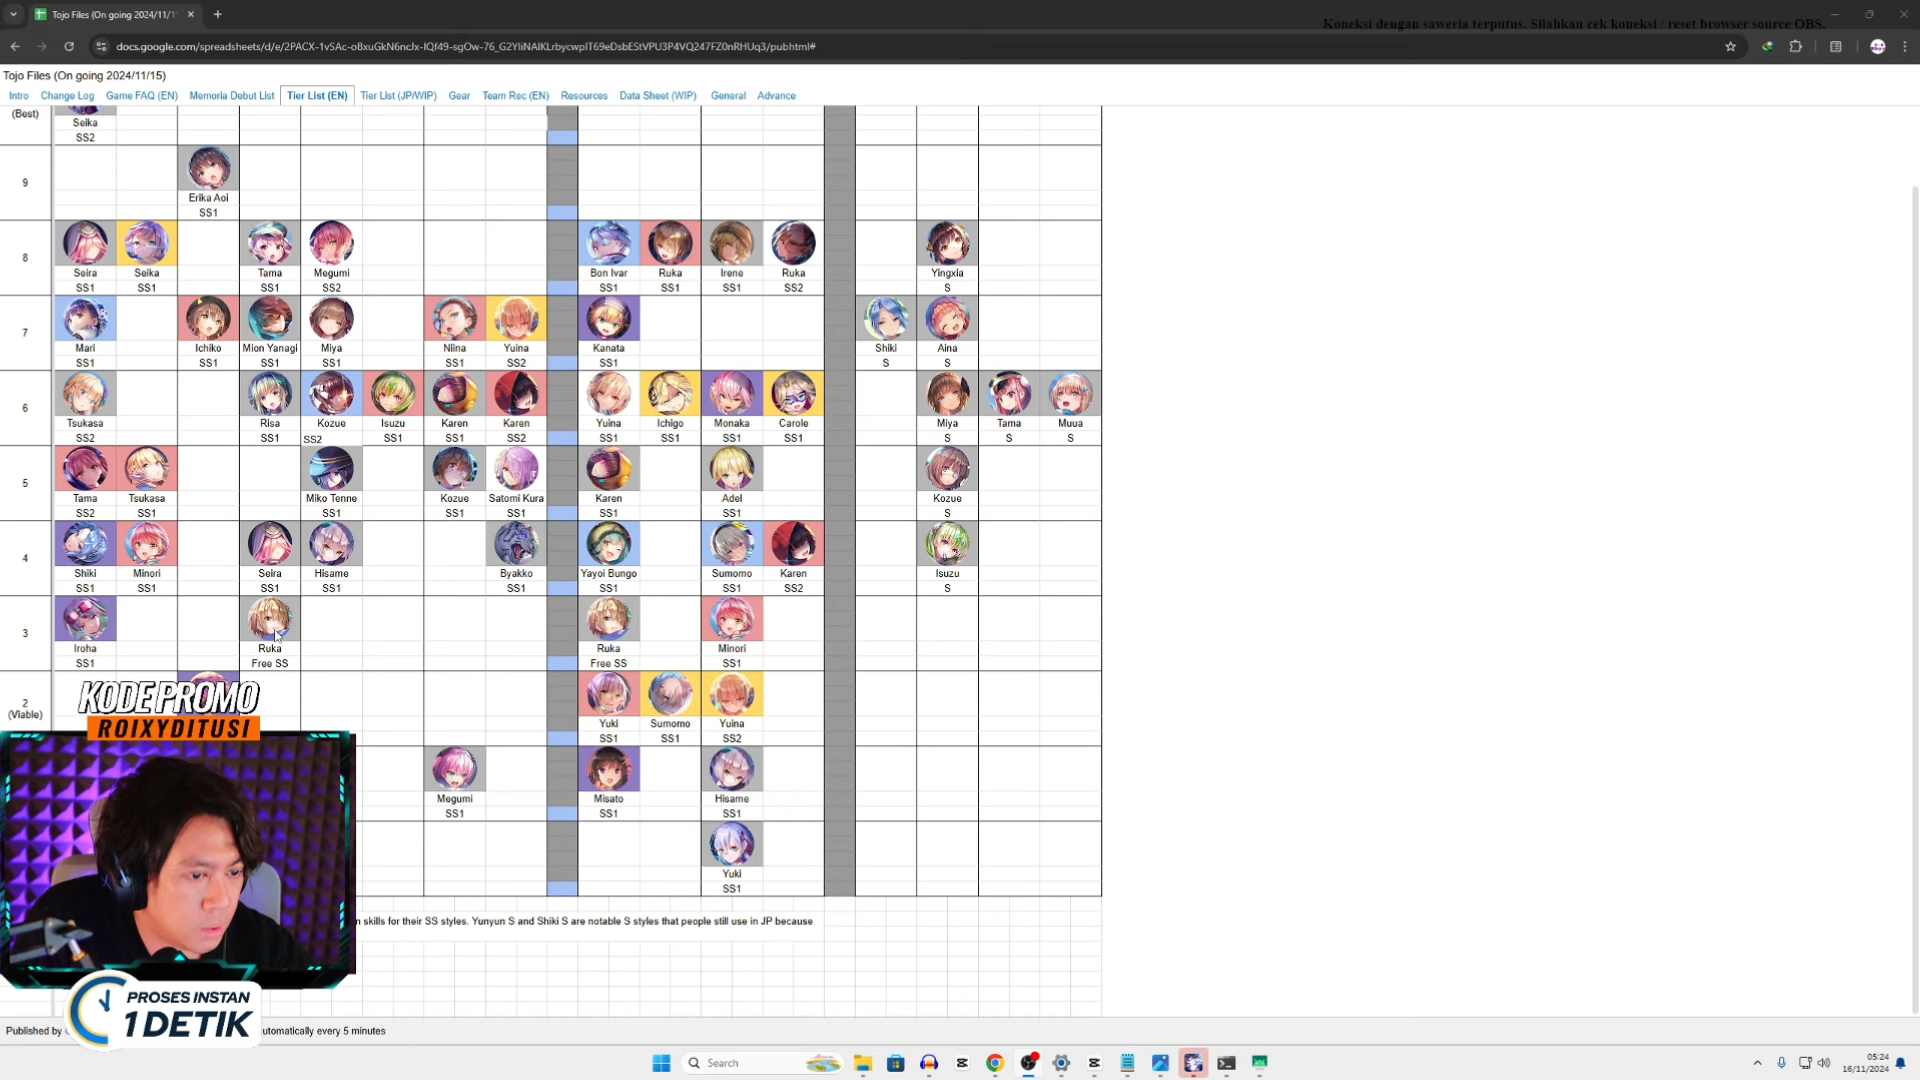 Tojo Files (On going 2024/11/1
Koneksi dengan saweria terputus. Silahkan cek koneksi / reset browser source OBS.
Tojo Files (On going 2024/11/15)
Intro Change Log Game FAQ (EN) Memoria Debut List Tier List (EN) Tier List (JP/WIP) Gear Team Rec (EN) Resources Data Sheet (WIP) General Advance
(Best)
Seika
SS2
9
Erika Aoi
SS1
8
Seira Seika Tama Megumi Bon Ivar Ruka Irene Ruka Yingxia
SS1 SS1 SS1 SS2 SS1 SS1 SS1 SS2 S
7
Mari Ichiko Mion Yanagi Miya Niina Yuina Kanata Shiki Aina
SS1 SS1 SS1 SS1 SS1 SS2 SS1 S S
6
Tsukasa Risa Kozue Isuzu Karen Karen Yuina Ichigo Monaka Carole Miya Tama Muua
SS2 SS1 SS2 SS1 SS1 SS2 SS1 SS1 SS1 SS1 S S S
5
Tama Tsukasa Miko Tenne Kozue Satomi Kura Karen Adel Kozue
SS2 SS1 SS1 SS1 SS1 SS1 SS1 S
4
Shiki Minori Seira Hisame Byakko Yayoi Bungo Sumomo Karen Isuzu
SS1 SS1 SS1 SS1 SS1 SS1 SS1 SS2 S
3
Iroha Ruka Ruka Minori
SS1 Free SS Free SS SS1
2
(Viable)
Yuki Sumomo Yuina
SS1 SS1 SS2
Megumi Misato Hisame
SS1 SS1 SS1
Yuki
SS1
KODE PROMO
ROIXYDITUSI
skills for their SS styles. Yunyun S and Shiki S are notable S styles that people still use in JP because
PROSES INSTAN
1 DETIK
Published by
utomatically every 5 minutes
Search
05:24
16/11/2024